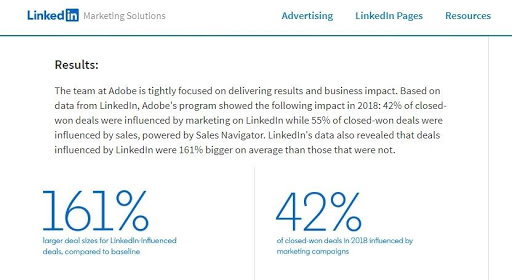 Linked in Marketing Solutions Advertising LinkedIn Pages Resources
Results:
The team at Adobe is tightly focused on delivering results and business impact. Based on
data from LinkedIn, Adobe's program showed the following impact in 2018: 42% of closed-
won deals were influenced by marketing on LinkedIn while 55% of closed-won deals were
influenced by sales, powered by Sales Navigator. LinkedIn's data also revealed that deals
influenced by LinkedIn were 161% bigger on average than those that were not.
161%
larger deal sizes for LinkedIn-influenced
deals, compared to baseline
42%
of closed-won deals in 2018 influenced by
marketing campaigns